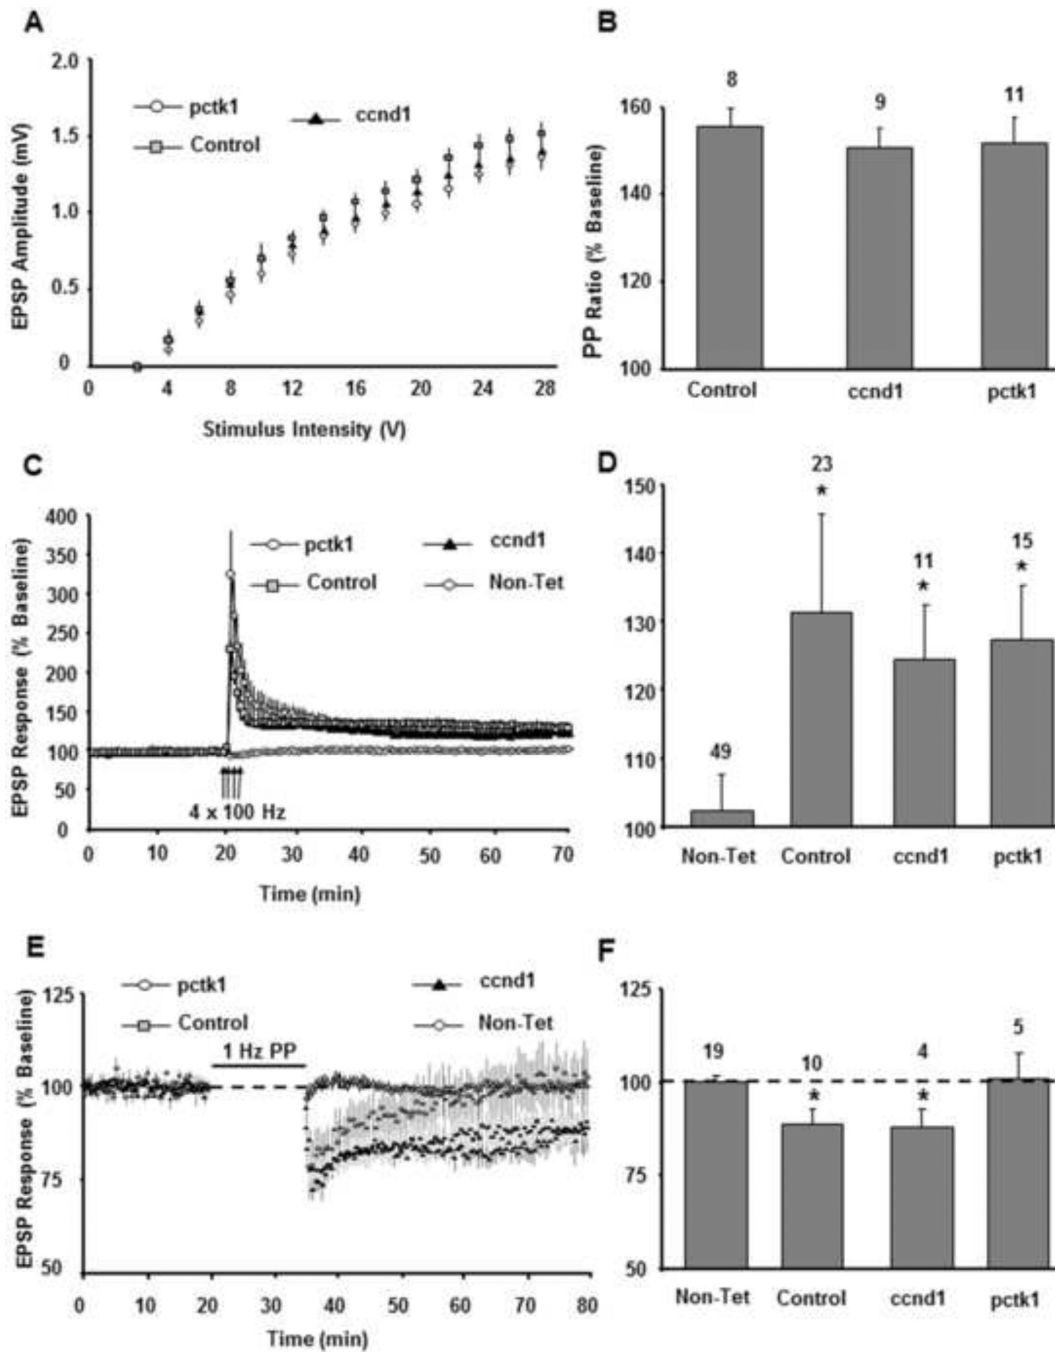 A
2.0
1.5
1.0
0.5
0
EPSP Amplitude (mV)
pctk1
ccnd1
Control
0 4 8 12 16 20 24 28
Stimulus Intensity (V)
B
160
150
140
120
100
PP Ratio (% Baseline)
8 9 11
Control ccnd1 pctk1
C
400
350
300
250
200
150
100
50
0
EPSP Response (% Baseline)
pctk1 ccnd1
Control Non-Tet
4 x 100 Hz
0 10 20 30 40 50 60 70
Time (min)
D
150
140
130
120
110
100
49
23
*
11
*
15
*
Non-Tet Control ccnd1 pctk1
E
125
100
75
50
EPSP Response (% Baseline)
pctk1 ccnd1
Control Non-Tet
1 Hz PP
0 10 20 30 40 50 60 70 80
Time (min)
F
125
100
75
50
19
10
*
4
*
5
Non-Tet Control ccnd1 pctk1